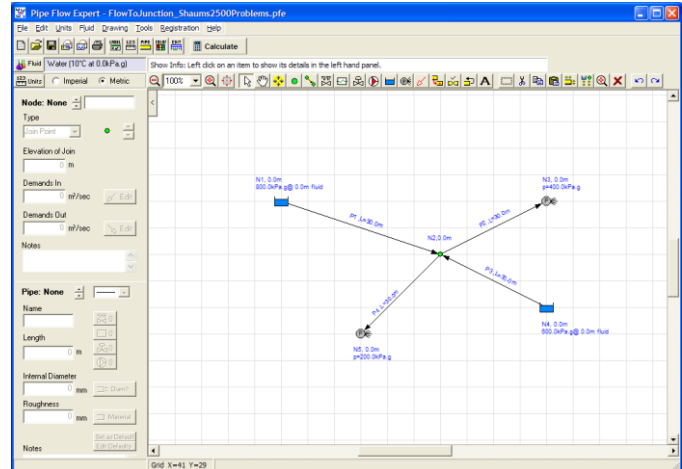 Pipe Flow Expert - FlowToJunction_Shaums2500Problems.pfe
File Edit Units Fluid Drawing Tools Registration Help
Calculate
Fluid Water (10°C at 0.0kPa.g) Show Info: Left click on an item to show its details in the left hand panel.
Units Imperial Metric 100%
Node: None
Type
Join Point
Elevation of Join
0 m
Demands In
0 m³/sec Edit
Demands Out
0 m³/sec Edit
Notes
Pipe: None
Name
Length
0 m
Internal Diameter
0 mm Diam?
Roughness
0 mm Material
Set as Default
Notes Edit Defaults
N1, 0.0m
800.0kPa.g@ 0.0m fluid
N3, 0.0m
p=400.0kPa.g
P1, L=30.0m
N2,0.0m
P2, L=30.0m
P3, L=30.0m
P4, L=30.0m
N4, 0.0m
600.0kPa.g@ 0.0m fluid
N5, 0.0m
p=200.0kPa.g
Grid X=41 Y=29